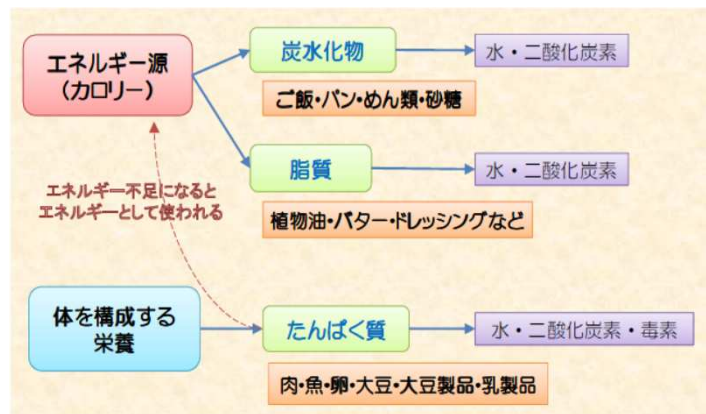 エネルギー源
(カロリー)
炭水化物
水・二酸化炭素
ご飯・パン・めん類・砂糖
脂質
水・二酸化炭素
植物油・バター・ドレッシングなど
エネルギー不足になると
エネルギーとして使われる
体を構成する
栄養
たんぱく質
水・二酸化炭素・毒素
肉・魚・卵・大豆・大豆製品・乳製品